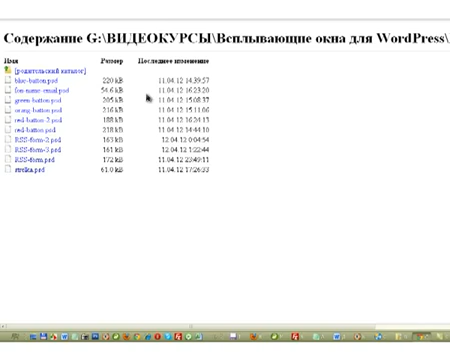 Содержание G:\ВИДЕОКУРСЫ\Всплывающие окна для WordPress\
Имя Размер Последнее изменение
[родительский каталог]
blue-button.psd 220 kB 11.04.12 14:39:57
fon-name-email.psd 54.6 kB 11.04.12 16:23:20
green-button.psd 205 kB 11.04.12 15:08:37
orang-button.psd 216 kB 11.04.12 15:11:06
red-button-2.psd 188 kB 11.04.12 16:24:13
red-button.psd 218 kB 11.04.12 14:44:10
RSS-form-2.psd 163 kB 12.04.12 0:04:54
RSS-form-3.psd 161 kB 12.04.12 1:22:44
RSS-form.psd 172 kB 11.04.12 23:49:11
strelka.psd 61.0 kB 11.04.12 17:26:33